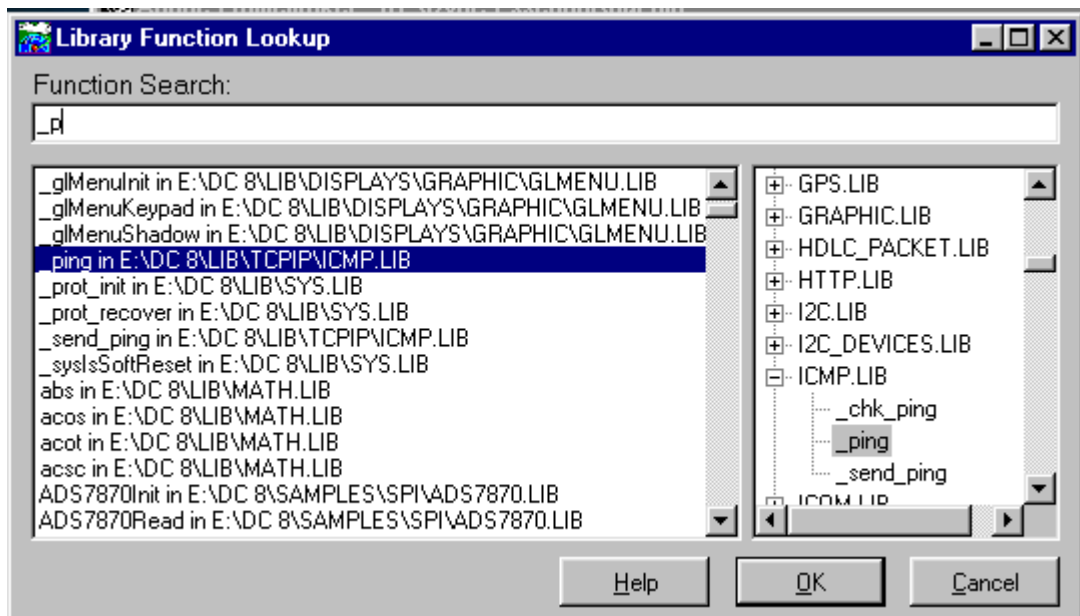 Library Function Lookup
Function Search:
_p
_glMenuInit in E:\DC 8\LIB\DISPLAYS\GRAPHIC\GLMENU.LIB
_glMenuKeypad in E:\DC 8\LIB\DISPLAYS\GRAPHIC\GLMENU.LIB
_glMenuShadow in E:\DC 8\LIB\DISPLAYS\GRAPHIC\GLMENU.LIB
_ping in E:\DC 8\LIB\TCPIP\ICMP.LIB
_prot_init in E:\DC 8\LIB\SYS.LIB
_prot_recover in E:\DC 8\LIB\SYS.LIB
_send_ping in E:\DC 8\LIB\TCPIP\ICMP.LIB
_sysIsSoftReset in E:\DC 8\LIB\SYS.LIB
abs in E:\DC 8\LIB\MATH.LIB
acos in E:\DC 8\LIB\MATH.LIB
acot in E:\DC 8\LIB\MATH.LIB
acsc in E:\DC 8\LIB\MATH.LIB
ADS7870Init in E:\DC 8\SAMPLES\SPI\ADS7870.LIB
ADS7870Read in E:\DC 8\SAMPLES\SPI\ADS7870.LIB
GPS.LIB
GRAPHIC.LIB
HDLC_PACKET.LIB
HTTP.LIB
I2C.LIB
I2C_DEVICES.LIB
ICMP.LIB
_chk_ping
_ping
_send_ping
ICOM.LIB
Help
OK
Cancel